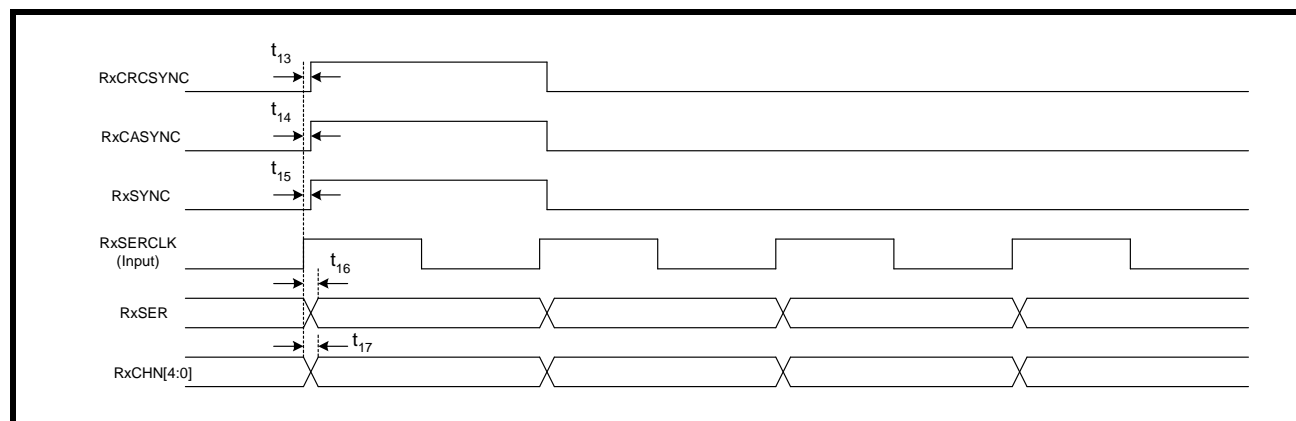 t13
RxCRCSYNC
t14
RxCASYNC
t15
RxSYNC
RxSERCLK
(Input)
t16
RxSER
t17
RxCHN[4:0]